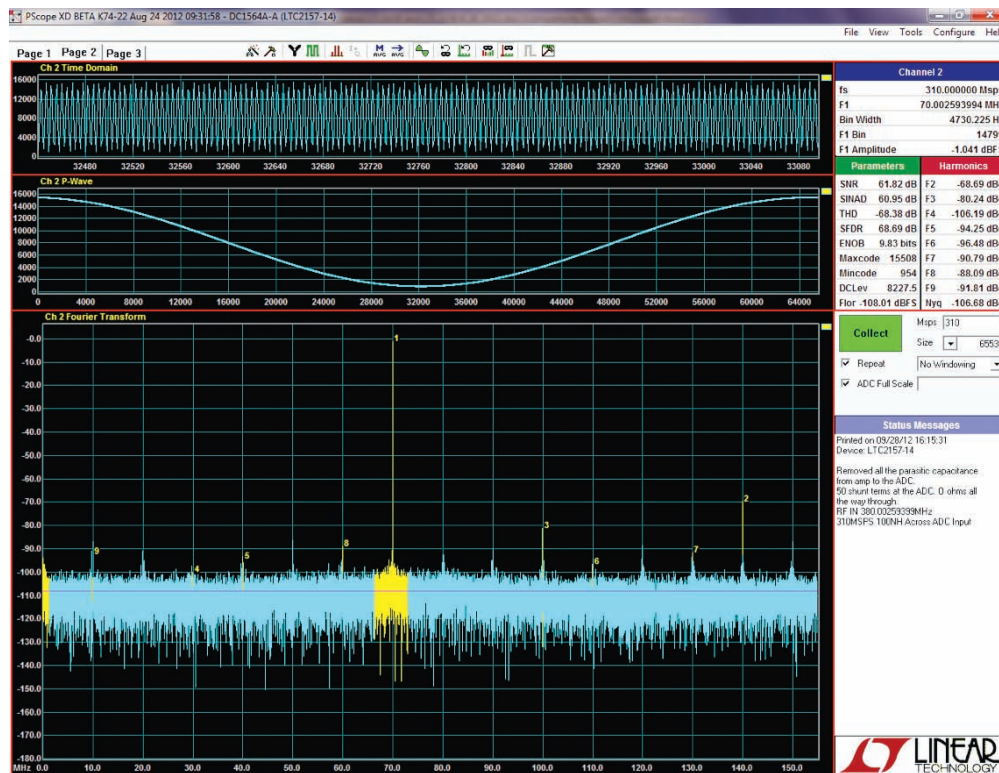 PScope XD BETA K74-22 Aug 24 2012 09:31:58 - DC1564A-A (LTC2157-14)
File View Tools Configure Hel
Page 1 Page 2 Page 3
Ch 2 Time Domain
16000
12000
8000
4000
0
32480 32520 32560 32600 32640 32680 32720 32760 32800 32840 32880 32920 32960 33000 33040 33080
Ch 2 P-Wave
16000
14000
12000
10000
8000
6000
4000
2000
0
0 4000 8000 12000 16000 20000 24000 28000 32000 36000 40000 44000 48000 52000 56000 60000 64000
Ch 2 Fourier Transform
1
2
3
8
9
5
7
4
6
-0.0
-10.0
-20.0
-30.0
-40.0
-50.0
-60.0
-70.0
-80.0
-90.0
-100.0
-110.0
-120.0
-130.0
-140.0
-150.0
-160.0
-170.0
-180.0
MHz 10.0 20.0 30.0 40.0 50.0 60.0 70.0 80.0 90.0 100.0 110.0 120.0 130.0 140.0 150.0
Channel 2
fs 310.000000 Msps
F1 70.002593994 MH
Bin Width 4730.225 H
F1 Bin 1479
F1 Amplitude -1.041 dBF
Parameters Harmonics
SNR 61.82 dB F2 -68.69 dB
SINAD 60.95 dB F3 -80.24 dB
THD -68.38 dB F4 -106.19 dB
SFDR 68.69 dB F5 -94.25 dB
ENOB 9.83 bits F6 -96.48 dB
Maxcode 15508 F7 -90.79 dB
Mincode 954 F8 -88.09 dB
DCLev 8227.5 F9 -91.81 dB
Flor -108.01 dBFS Nyq -106.68 dB
Collect
Msps 310
Size 6553
Repeat No Windowing
ADC Full Scale
Status Messages
Printed on 09/28/12 16:15:31
Device: LTC2157-14
Removed all the parasitic capacitance
from amp to the ADC.
50 shunt terms at the ADC. 0 ohms all
the way through.
RF IN 380.00259399MHz
310MSPS 100NH Across ADC Input
LINEAR
TECHNOLOGY